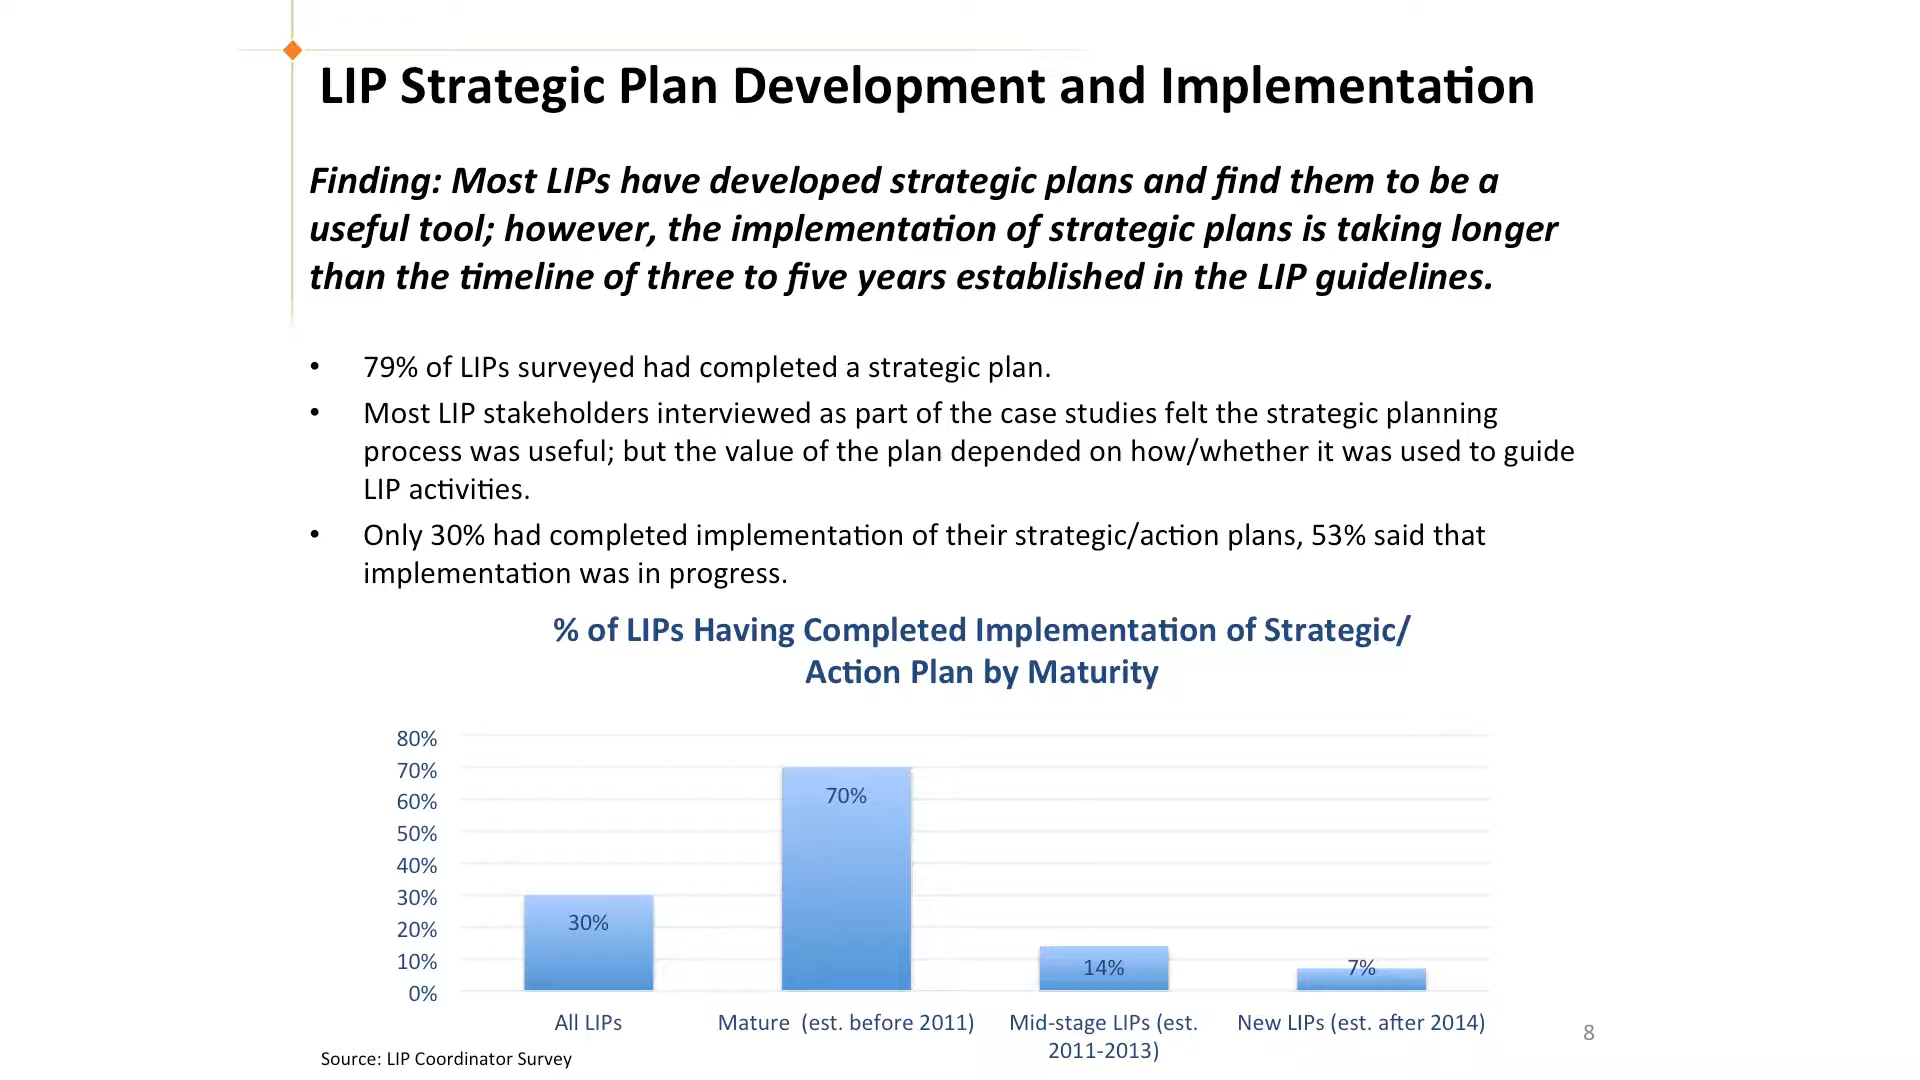 LIP Strategic Plan Development and Implementation
Finding: Most LIPs have developed strategic plans and find them to be a
useful tool; however, the implementation of strategic plans is taking longer
than the timeline of three to five years established in the LIP guidelines.
• 79% of LIPs surveyed had completed a strategic plan.
• Most LIP stakeholders interviewed as part of the case studies felt the strategic planning
process was useful; but the value of the plan depended on how/whether it was used to guide
LIP activities.
• Only 30% had completed implementation of their strategic/action plans, 53% said that
implementation was in progress.
% of LIPs Having Completed Implementation of Strategic/
Action Plan by Maturity
80%
70%
60%
50%
40%
30%
20%
10%
0%
30%
70%
14%
7%
All LIPs
Mature (est. before 2011)
Mid-stage LIPs (est.
2011-2013)
New LIPs (est. after 2014)
Source: LIP Coordinator Survey
8